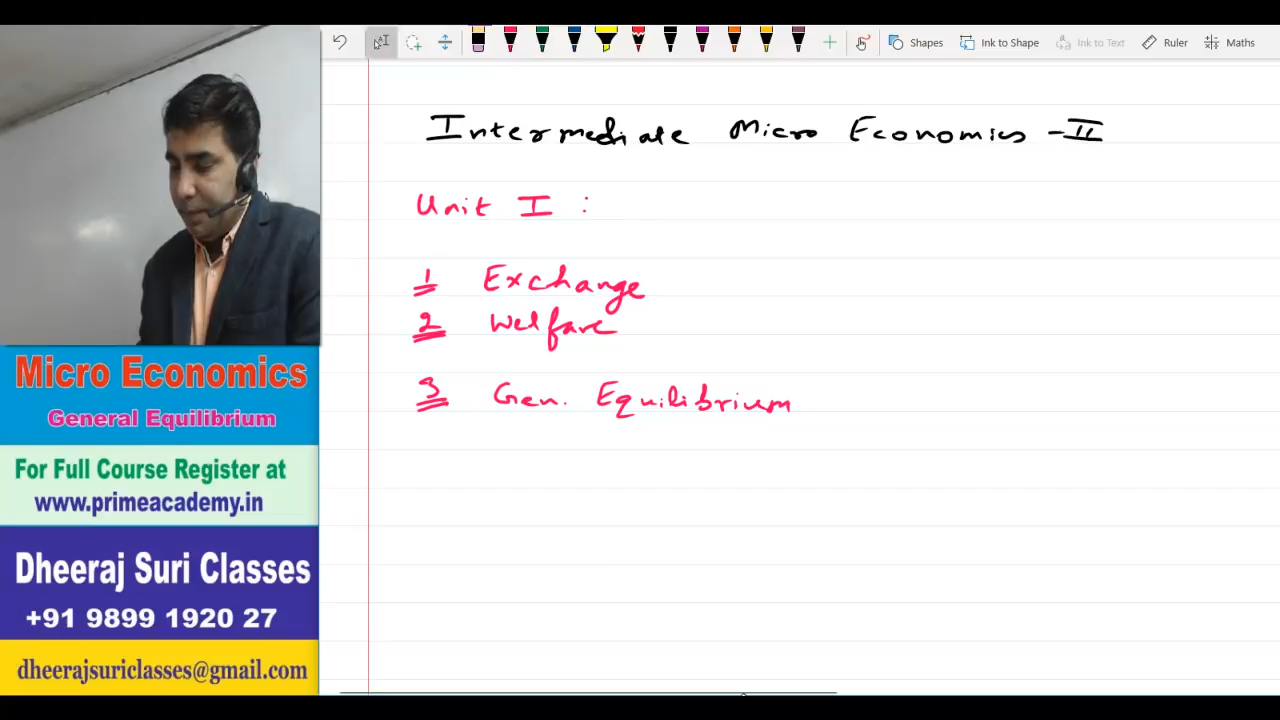 Shapes
Ink to Shape
Ink to Text
Ruler
Maths
Intermediate Micro Economics - II
Unit I :
1 Exchange
2 Welfare
3 Gen. Equilibrium
Micro Economics
General Equilibrium
For Full Course Register at
www.primeacademy.in
Dheeraj Suri Classes
+91 9899 1920 27
dheerajsuriclasses@gmail.com